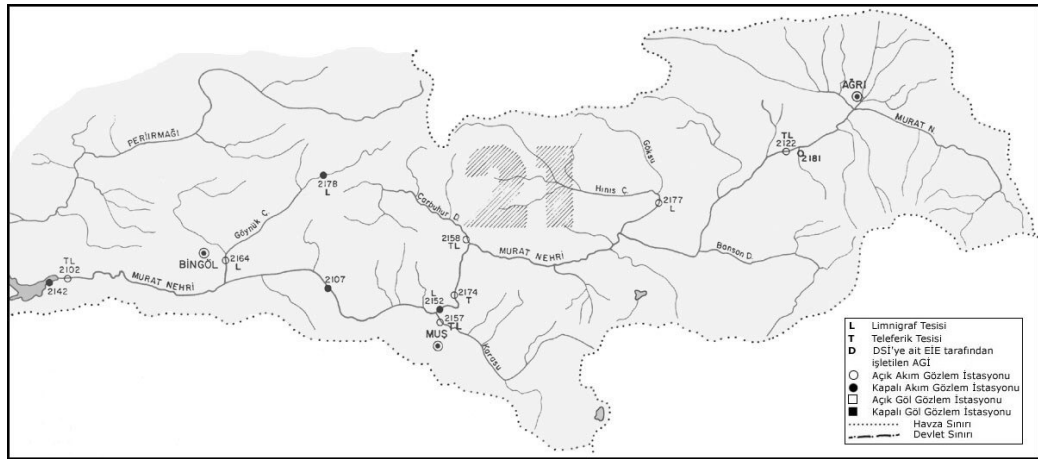 AĞRI
MURAT N.
PERİIRMAĞI
TL
2122
2181
21
Göksu
2178
L
Hınıs Ç.
2177
L
Göynük Ç.
Çarbuhur D.
2158
TL
MURAT NEHRİ
Bonson D.
BİNGÖL
2164
L
TL
2102
2142
MURAT NEHRİ
2107
L
2152
2174
T
2157
TL
MUŞ
Karasu
L Limnigraf Tesisi
T Teleferik Tesisi
D DSİ'ye ait EİE tarafından
işletilen AGİ
Açık Akım Gözlem İstasyonu
Kapalı Akım Gözlem İstasyonu
Açık Göl Gözlem İstasyonu
Kapalı Göl Gözlem İstasyonu
Havza Sınırı
Devlet Sınırı